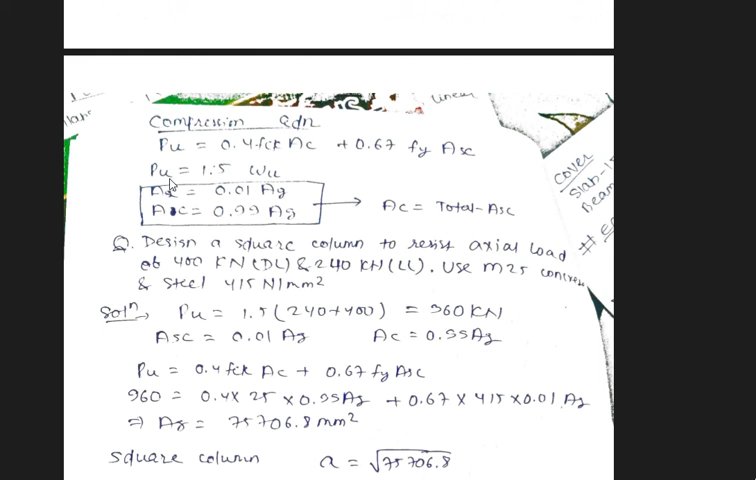 linear
Compression Edn
Pu = 0.4fck Ac + 0.67 fy Asc
Pu = 1.5 Wu
= 0.01 Ag
= 0.99 Ag → Ac = Total-Asc
Cover
Slab-
Beam
Q. Design a square column to resist axial load
of 400 KN (DL) & 240 KN (LL). Use M25 concrete
& steel 415 N/mm2
Soln, Pu = 1.5 (240+400) = 960 KN
Asc = 0.01 Ag Ac = 0.99Ag
Pu = 0.4 fck Ac + 0.67 fy Asc
960 = 0.4 x 25 x 0.99Ag + 0.67 x 415 x 0.01 Ag
⇒ Ag = 75706.8 mm2
square column a = √75706.8